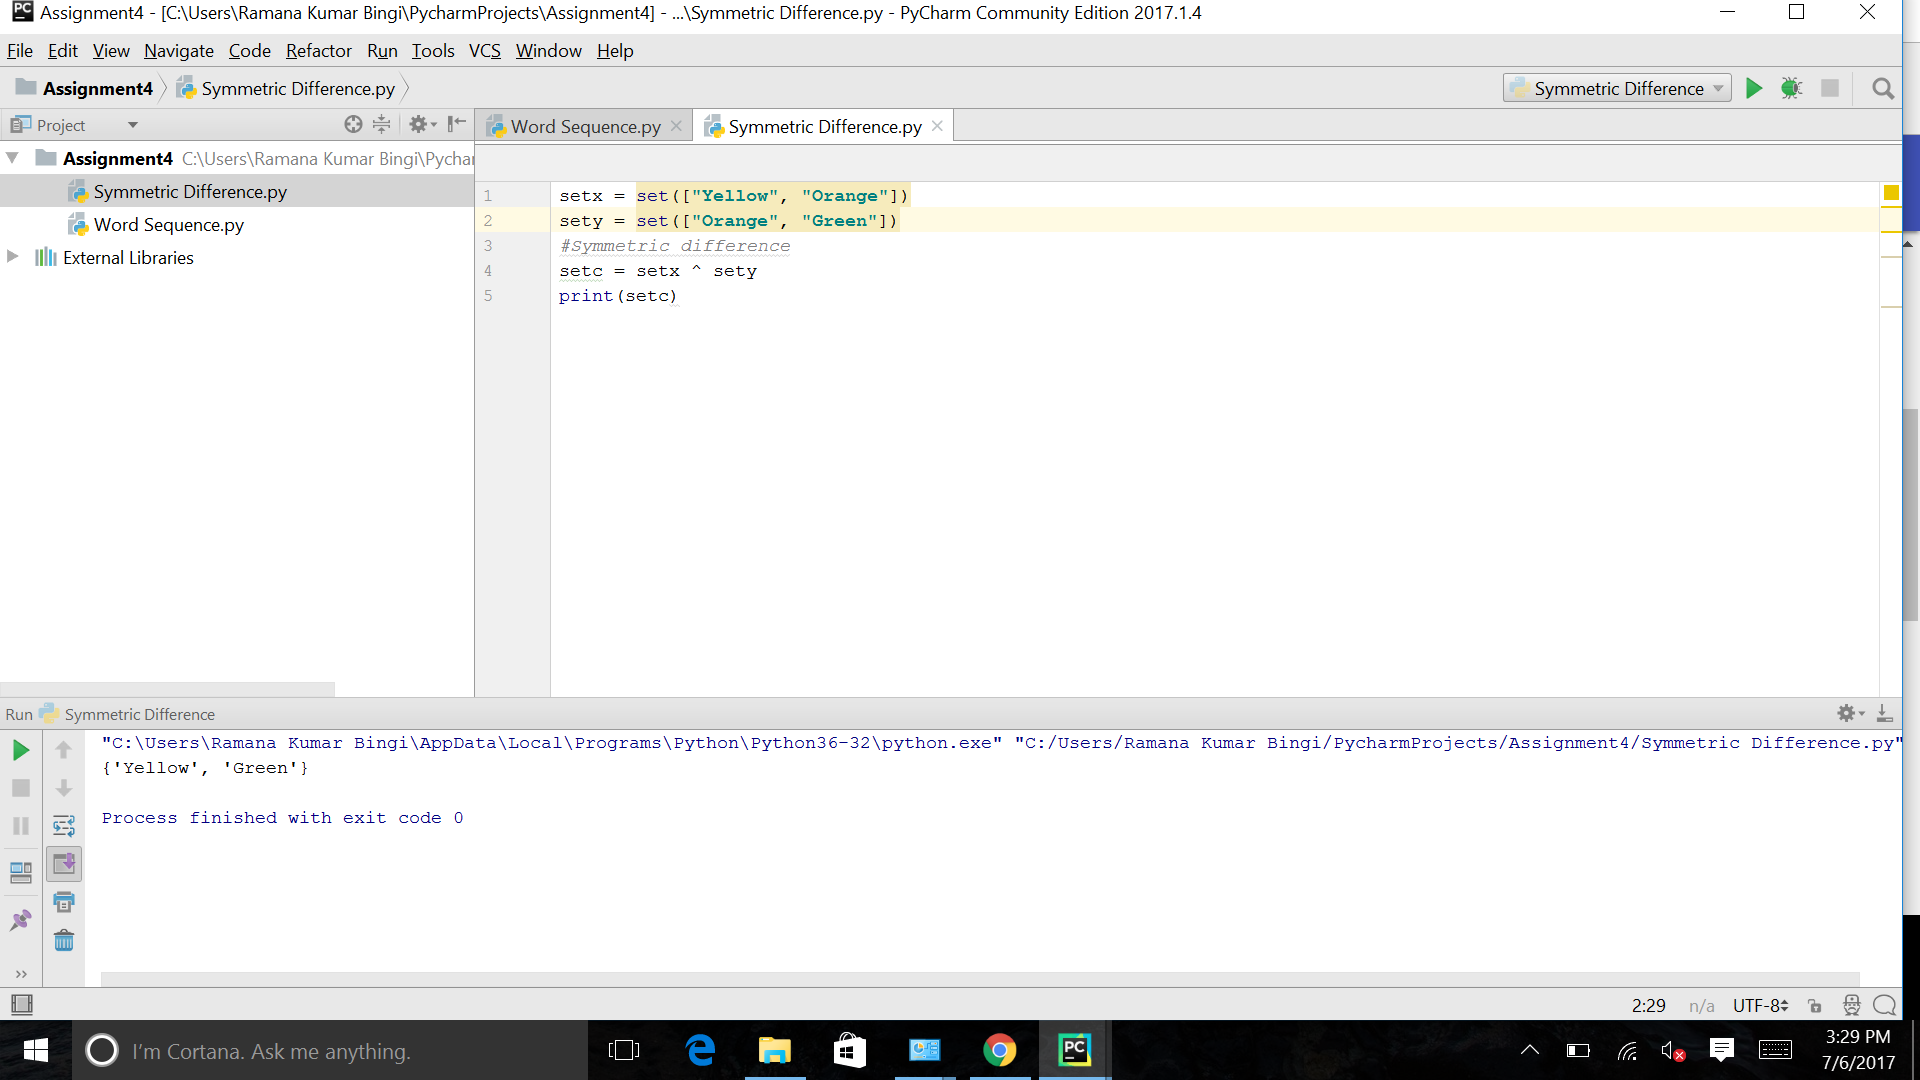 PC Assignment4 - [C:\Users\Ramana Kumar Bingi\PycharmProjects\Assignment4] - ...\Symmetric Difference.py - PyCharm Community Edition 2017.1.4
File Edit View Navigate Code Refactor Run Tools VCS Window Help
Assignment4 Symmetric Difference.py Symmetric Difference
Project Word Sequence.py Symmetric Difference.py
Assignment4 C:\Users\Ramana Kumar Bingi\Pychar
Symmetric Difference.py
Word Sequence.py
External Libraries
1 setx = set(["Yellow", "Orange"])
2 sety = set(["Orange", "Green"])
3 #Symmetric difference
4 setc = setx ^ sety
5 print(setc)
Run Symmetric Difference
"C:\Users\Ramana Kumar Bingi\AppData\Local\Programs\Python\Python36-32\python.exe" "C:/Users/Ramana Kumar Bingi/PycharmProjects/Assignment4/Symmetric Difference.py"
{'Yellow', 'Green'}
Process finished with exit code 0
2:29 n/a UTF-8
I'm Cortana. Ask me anything.
PC
3:29 PM
7/6/2017